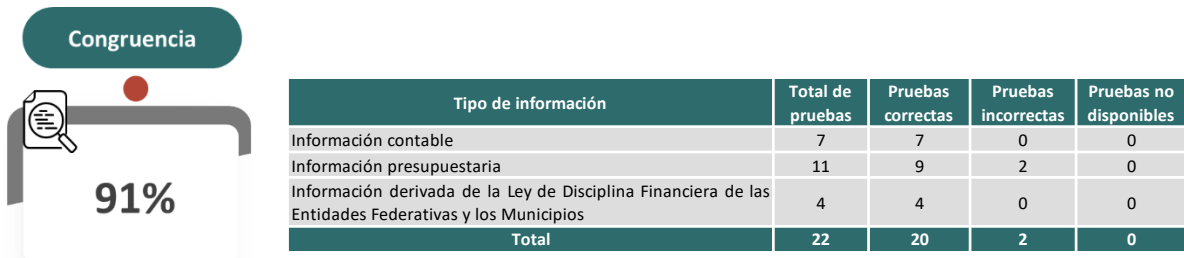 Congruencia
91%
Tipo de información Total de pruebas Pruebas correctas Pruebas incorrectas Pruebas no disponibles
Información contable 7 7 0 0
Información presupuestaria 11 9 2 0
Información derivada de la Ley de Disciplina Financiera de las
Entidades Federativas y los Municipios 4 4 0 0
Total 22 20 2 0